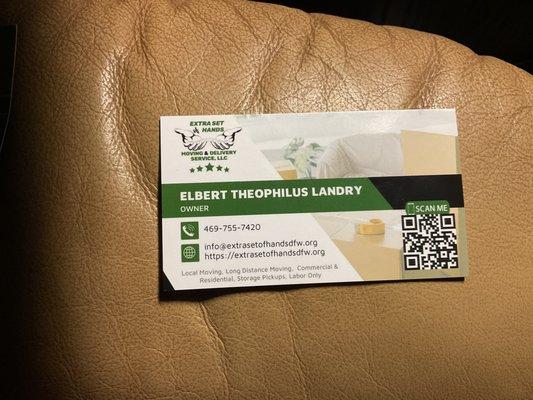 EXTRA SET
HANDS
MOVING & DELIVERY
SERVICE, LLC
ELBERT THEOPHILUS LANDRY
OWNER
SCAN ME
469-755-7420
info@extrasetofhandsdfw.org
https://extrasetofhandsdfw.org
Local Moving, Long Distance Moving, Commercial &
Residential, Storage Pickups, Labor Only